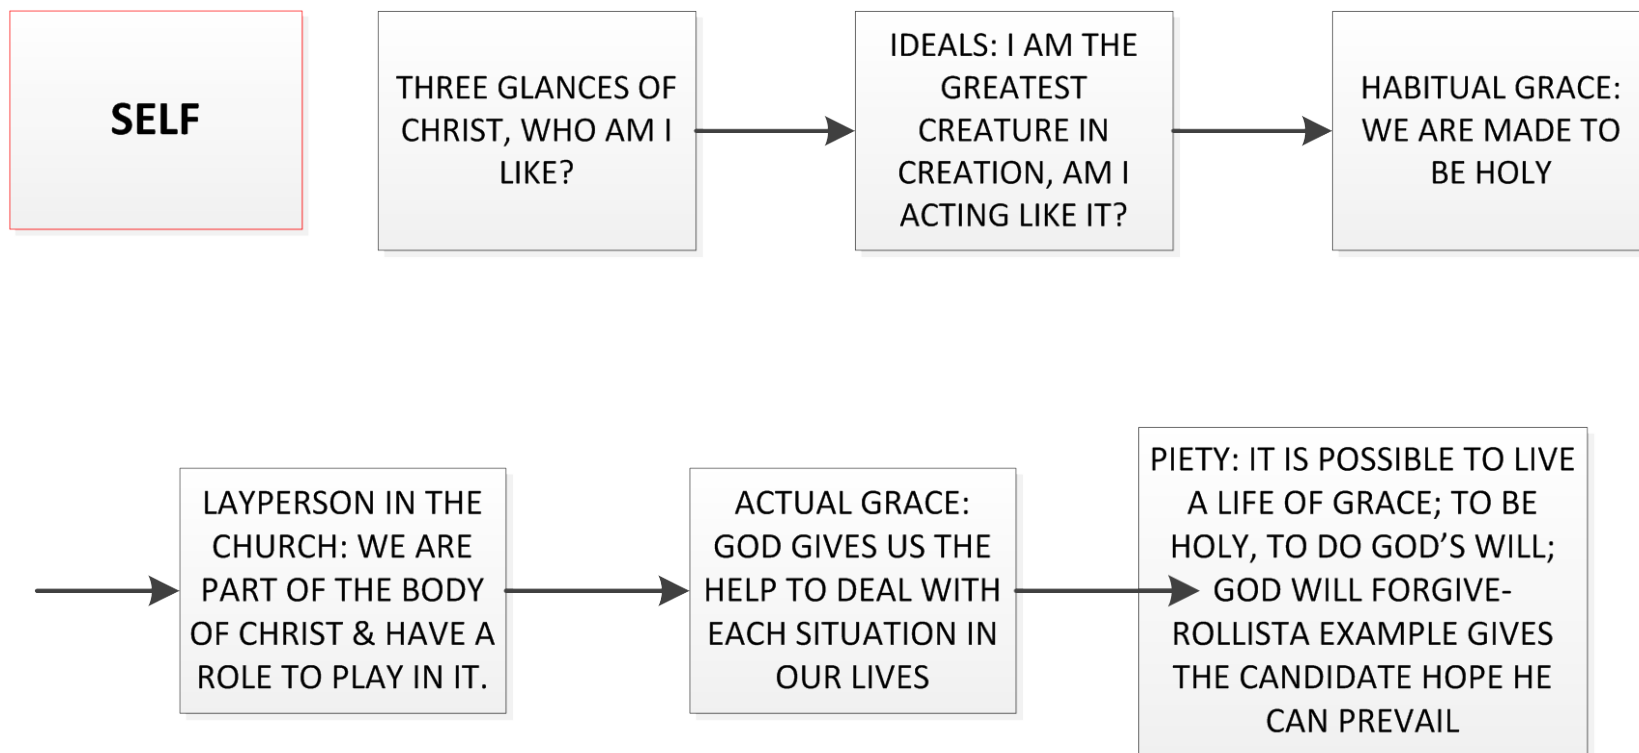 SELF
THREE GLANCES OF
CHRIST, WHO AM I
LIKE?
IDEALS: I AM THE
GREATEST
CREATURE IN
CREATION, AM I
ACTING LIKE IT?
HABITUAL GRACE:
WE ARE MADE TO
BE HOLY
LAYPERSON IN THE
CHURCH: WE ARE
PART OF THE BODY
OF CHRIST & HAVE A
ROLE TO PLAY IN IT.
ACTUAL GRACE:
GOD GIVES US THE
HELP TO DEAL WITH
EACH SITUATION IN
OUR LIVES
PIETY: IT IS POSSIBLE TO LIVE
A LIFE OF GRACE; TO BE
HOLY, TO DO GOD’S WILL;
GOD WILL FORGIVE-
ROLLISTA EXAMPLE GIVES
THE CANDIDATE HOPE HE
CAN PREVAIL